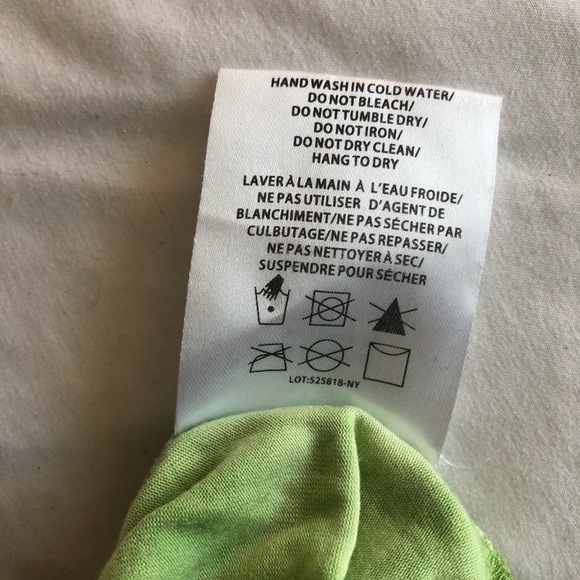 HAND WASH IN COLD WATER/
DO NOT BLEACH/
DO NOT TUMBLE DRY/
DO NOT IRON/
DO NOT DRY CLEAN/
HANG TO DRY
LAVER À LA MAIN À L'EAU FROIDE/
NE PAS UTILISER D'AGENT DE
BLANCHIMENT/NE PAS SÉCHER PAR
CULBUTAGE/NE PAS REPASSER/
NE PAS NETTOYER À SEC/
SUSPENDRE POUR SÉCHER
LOT:525818-NY